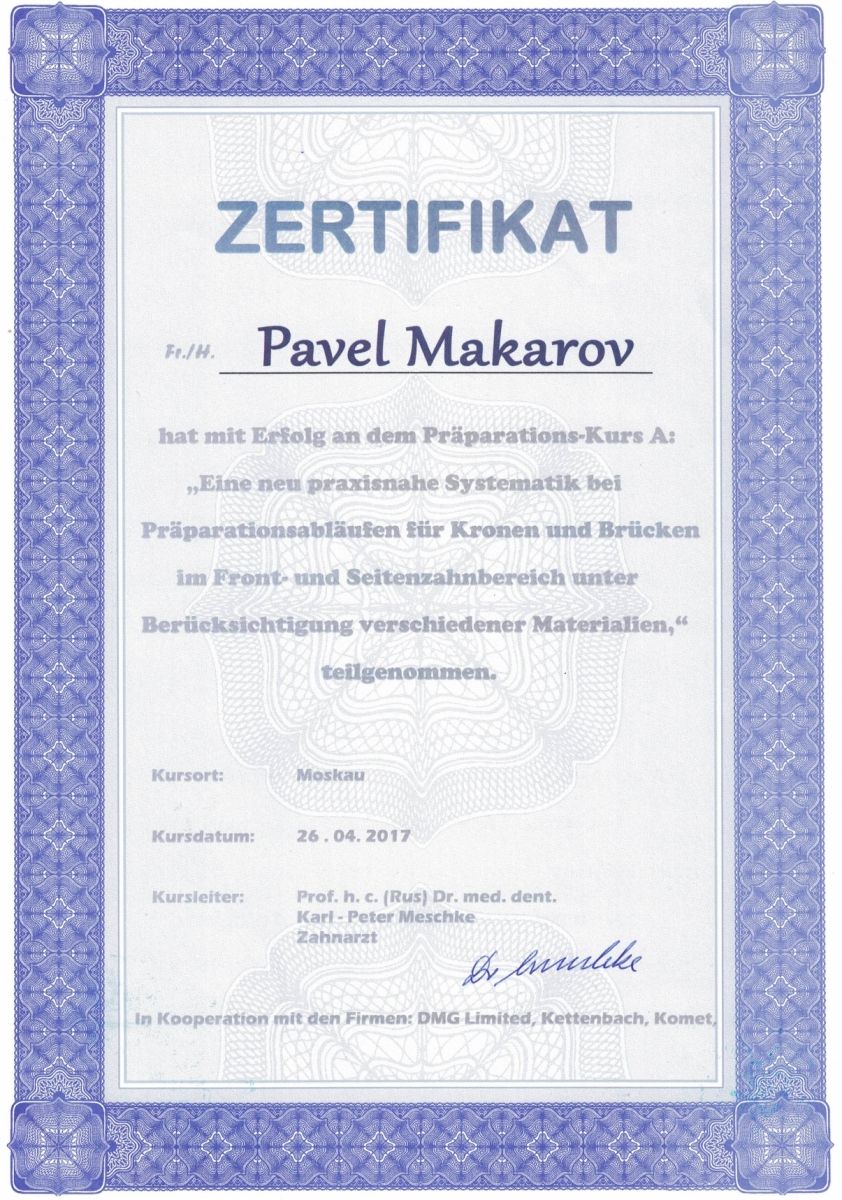 ZERTIFIKAT
Fr./H. Pavel Makarov
hat mit Erfolg an dem Präparations-Kurs A:
„Eine neu praxisnahe Systematik bei
Präparationsabläufen für Kronen und Brücken
im Front- und Seitenzahnbereich unter
Berücksichtigung verschiedener Materialien,“
teilgenommen.
Kursort: Moskau
Kursdatum: 26 . 04. 2017
Kursleiter: Prof. h. c. (Rus) Dr. med. dent.
Karl - Peter Meschke
Zahnarzt
Dr
In Kooperation mit den Firmen: DMG Limited, Kettenbach, Komet,